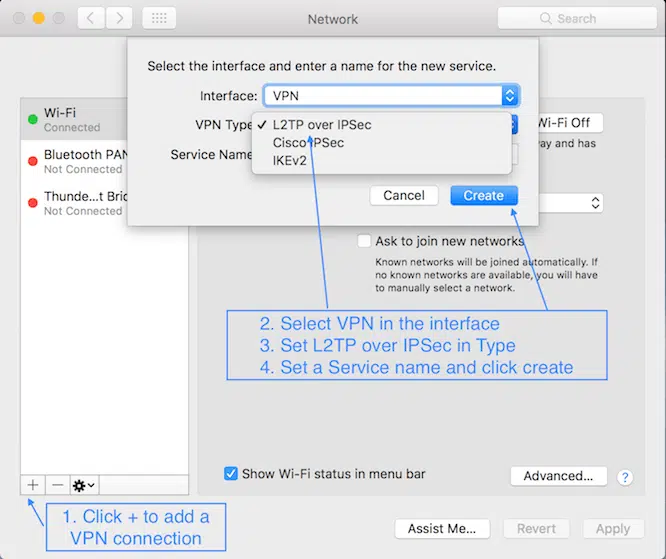 Network
Search
Select the interface and enter a name for the new service.
Interface: VPN
VPN Type
L2TP over IPSec
Cisco IPSec
IKEv2
Service Name
Cancel
Create
Wi-Fi
Connected
Bluetooth PAN
Not Connected
Thunde...t Bri
Not Connected
Wi-Fi Off
way and has
Ask to join new networks
Known networks will be joined automatically. If
no known networks are available, you will have
to manually select a network.
2. Select VPN in the interface
3. Set L2TP over IPSec in Type
4. Set a Service name and click create
Show Wi-Fi status in menu bar
Advanced...
?
1. Click + to add a
VPN connection
Assist Me...
Revert
Apply